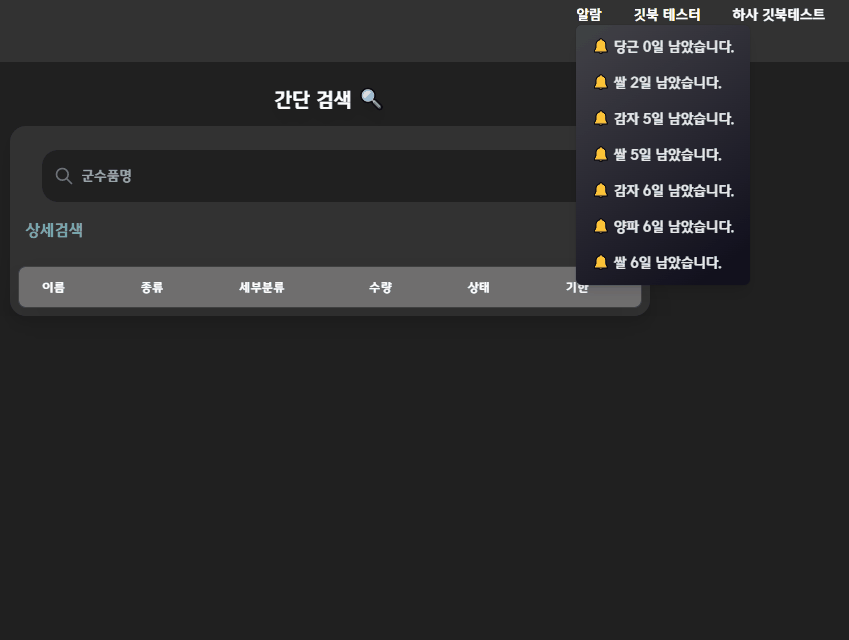 알람 깃북 테스터 하사 깃북테스트
🔔 당근 0일 남았습니다.
🔔 쌀 2일 남았습니다.
🔔 감자 5일 남았습니다.
🔔 쌀 5일 남았습니다.
🔔 감자 6일 남았습니다.
🔔 양파 6일 남았습니다.
🔔 쌀 6일 남았습니다.
간단 검색 🔍
군수품명
상세검색
이름 종류 세부분류 수량 상태 기한